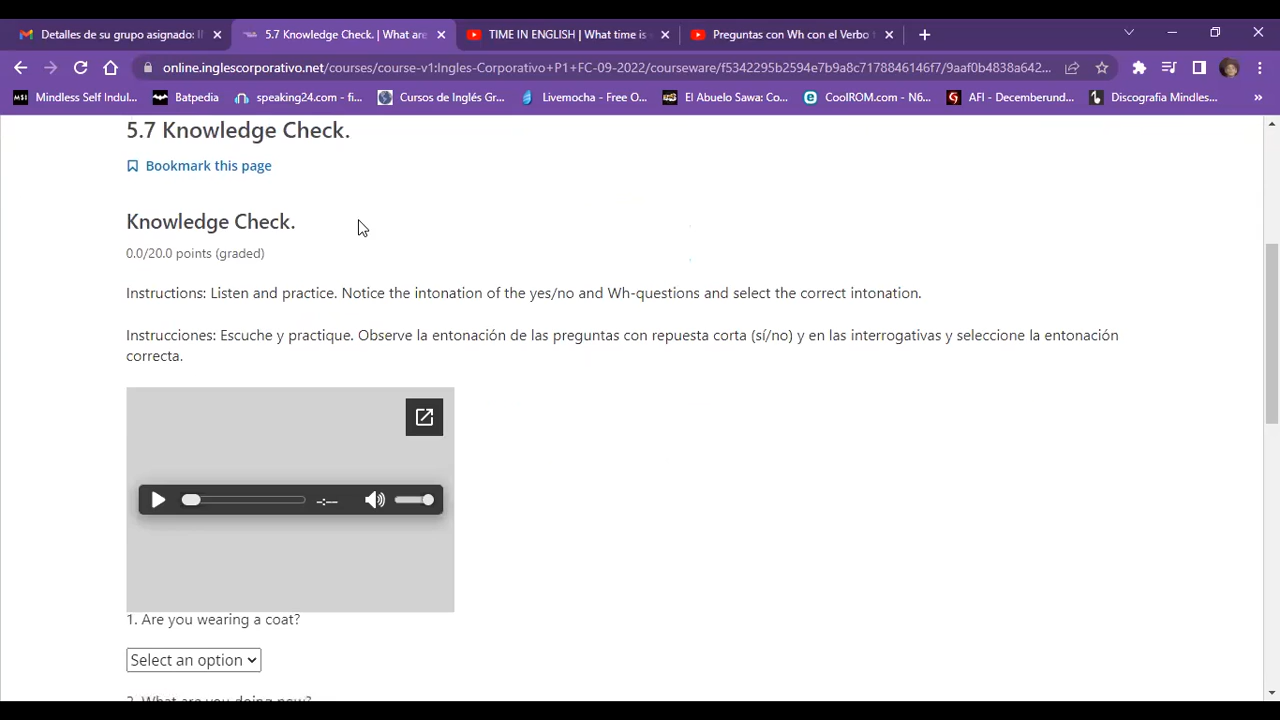 Detalles de su grupo asignado: I
5.7 Knowledge Check. | What are
TIME IN ENGLISH | What time is
Preguntas con Wh con el Verbo
online.inglescorporativo.net/courses/course-v1:Ingles-Corporativo+P1+FC-09-2022/courseware/f5342295b2594e7b9a8c7178846146f7/9aaf0b4838a642...
Mindless Self Indul...
Batpedia
speaking24.com - fi...
Cursos de Inglés Gr...
Livemocha - Free O...
El Abuelo Sawa: Co...
CoolROM.com - N6...
AFI - Decemberund...
Discografia Mindles...
»
5.7 Knowledge Check.
Bookmark this page
Knowledge Check.
0.0/20.0 points (graded)
Instructions: Listen and practice. Notice the intonation of the yes/no and Wh-questions and select the correct intonation.
Instrucciones: Escuche y practique. Observe la entonación de las preguntas con repuesta corta (sí/no) y en las interrogativas y seleccione la entonación
correcta.
-:--
1. Are you wearing a coat?
Select an option
2. What are you doing now?